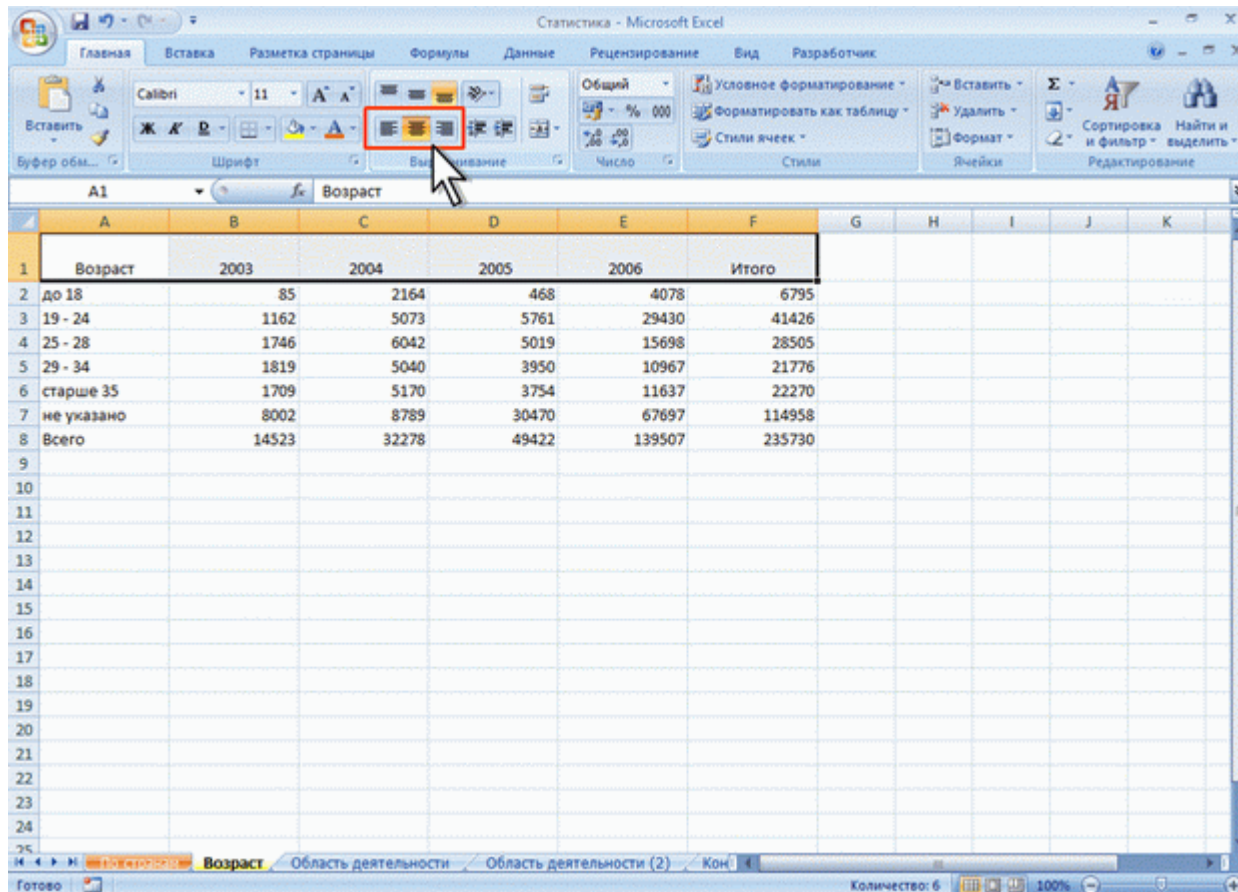 Статистика - Microsoft Excel
Главная Вставка Разметка страницы Формулы Данные Рецензирование Вид Разработчик
Calibri 11 Общий Условное форматирование Вставить Σ
Вставить % 000 Форматировать как таблицу Удалить Сортировка Найти и
Ж К Стили ячеек Формат и фильтр выделить
Буфер обм... Шрифт Выравнивание Число Стили Ячейки Редактирование
A1 fx Возраст
A B C D E F G H I J K
1 Возраст 2003 2004 2005 2006 Итого
2 до 18 85 2164 468 4078 6795
3 19 - 24 1162 5073 5761 29430 41426
4 25 - 28 1746 6042 5019 15698 28505
5 29 - 34 1819 5040 3950 10967 21776
6 старше 35 1709 5170 3754 11637 22270
7 не указано 8002 8789 30470 67697 114958
8 Всего 14523 32278 49422 139507 235730
9
10
11
12
13
14
15
16
17
18
19
20
21
22
23
24
25
По странам Возраст Область деятельности Область деятельности (2) Кон
Готово Количество: 6 100%